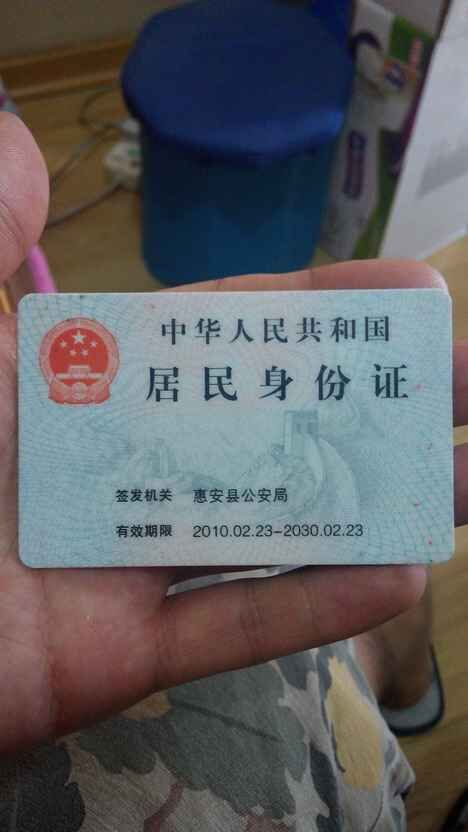 中华人民共和国
居民身份证
签发机关 惠安县公安局
有效期限 2010.02.23-2030.02.23